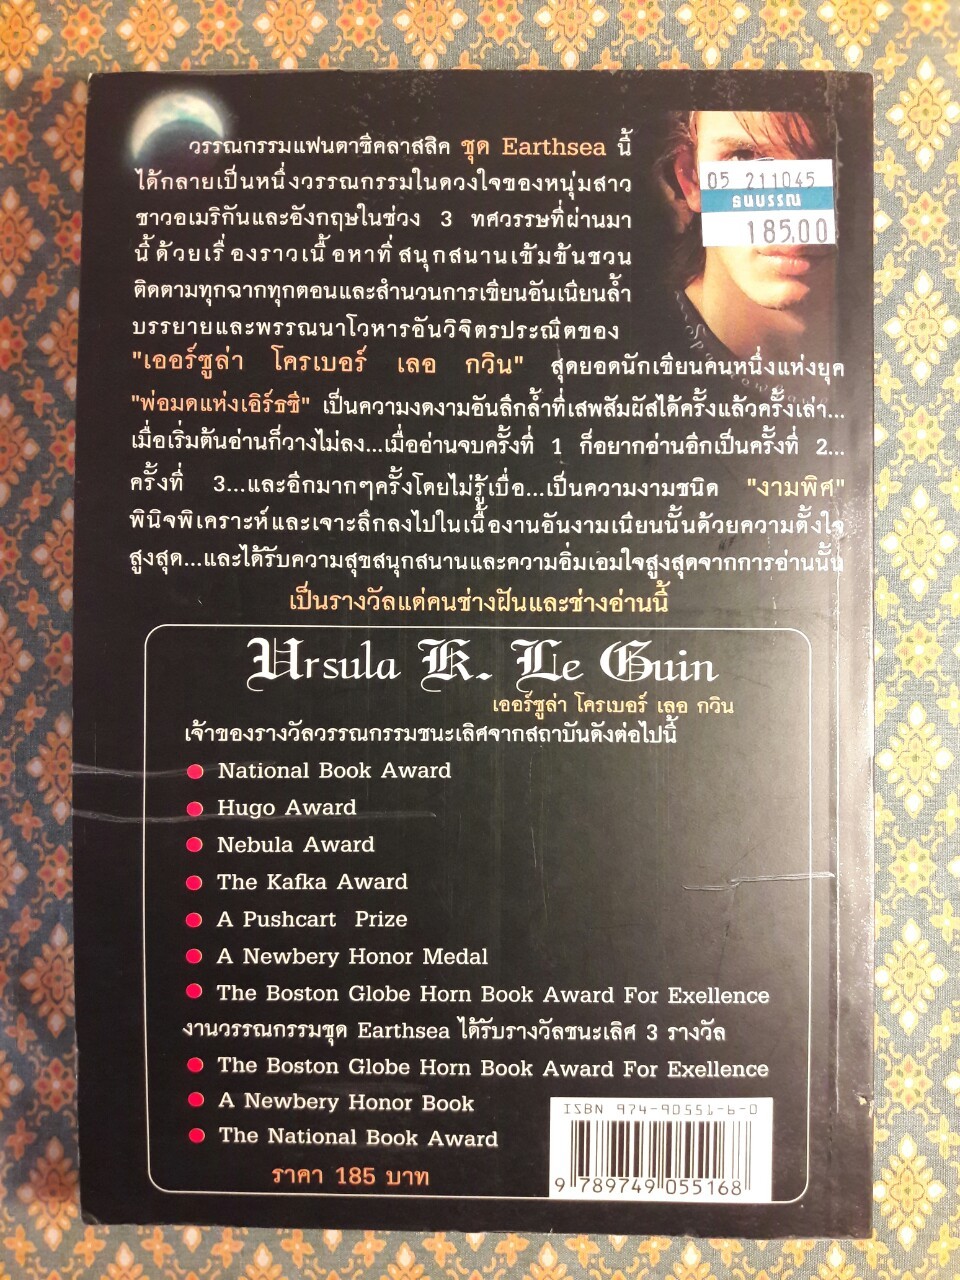 วรรณกรรมแฟนตาซีคลาสสิค ชุด Earthsea นี้
ได้กลายเป็นหนึ่งวรรณกรรมในดวงใจของหนุ่มสาว
ชาวอเมริกันและอังกฤษในช่วง 3 ทศวรรษที่ผ่านมา
นี้ด้วยเรื่องราวเนื้อหาที่สนุกสนานเข้มข้นชวน
ติดตามทุกฉากทุกตอนและสำนวนการเขียนอันเนียนล้ำ
บรรยายและพรรณนาโวหารอันวิจิตรประณีตของ
"เออร์ซูล่า โครเบอร์ เลอ กวิน" สุดยอดนักเขียนคนหนึ่งแห่งยุค
"พ่อมดแห่งเอิร์ธซี" เป็นความงดงามอันลึกล้ำที่เสพสัมผัสได้ครั้งแล้วครั้งเล่า...
เมื่อเริ่มต้นอ่านก็วางไม่ลง...เมื่ออ่านจบครั้งที่ 1 ก็อยากอ่านอีกเป็นครั้งที่ 2...
ครั้งที่ 3...และอีกมากๆครั้งโดยไม่รู้เบื่อ...เป็นความงามชนิด "งามพิศ"
พินิจพิเคราะห์และเจาะลึกลงไปในเนื้องานอันงามเนียนนั้นด้วยความตั้งใจ
สูงสุด...และได้รับความสุขสนุกสนานและความอิ่มเอมใจสูงสุดจากการอ่านนั้น
เป็นรางวัลแด่คนช่างฝันและช่างอ่านนี้
05 211045
ธนบรรณ
185.00
Ursula K. Le Guin
เออร์ซูล่า โครเบอร์ เลอ กวิน
เจ้าของรางวัลวรรณกรรมชนะเลิศจากสถาบันดังต่อไปนี้
National Book Award
Hugo Award
Nebula Award
The Kafka Award
A Pushcart Prize
A Newbery Honor Medal
The Boston Globe Horn Book Award For Exellence
งานวรรณกรรมชุด Earthsea ได้รับรางวัลชนะเลิศ 3 รางวัล
The Boston Globe Horn Book Award For Exellence
A Newbery Honor Book
The National Book Award
ราคา 185 บาท
ISBN 974-90551-6-0
9 789749 055168